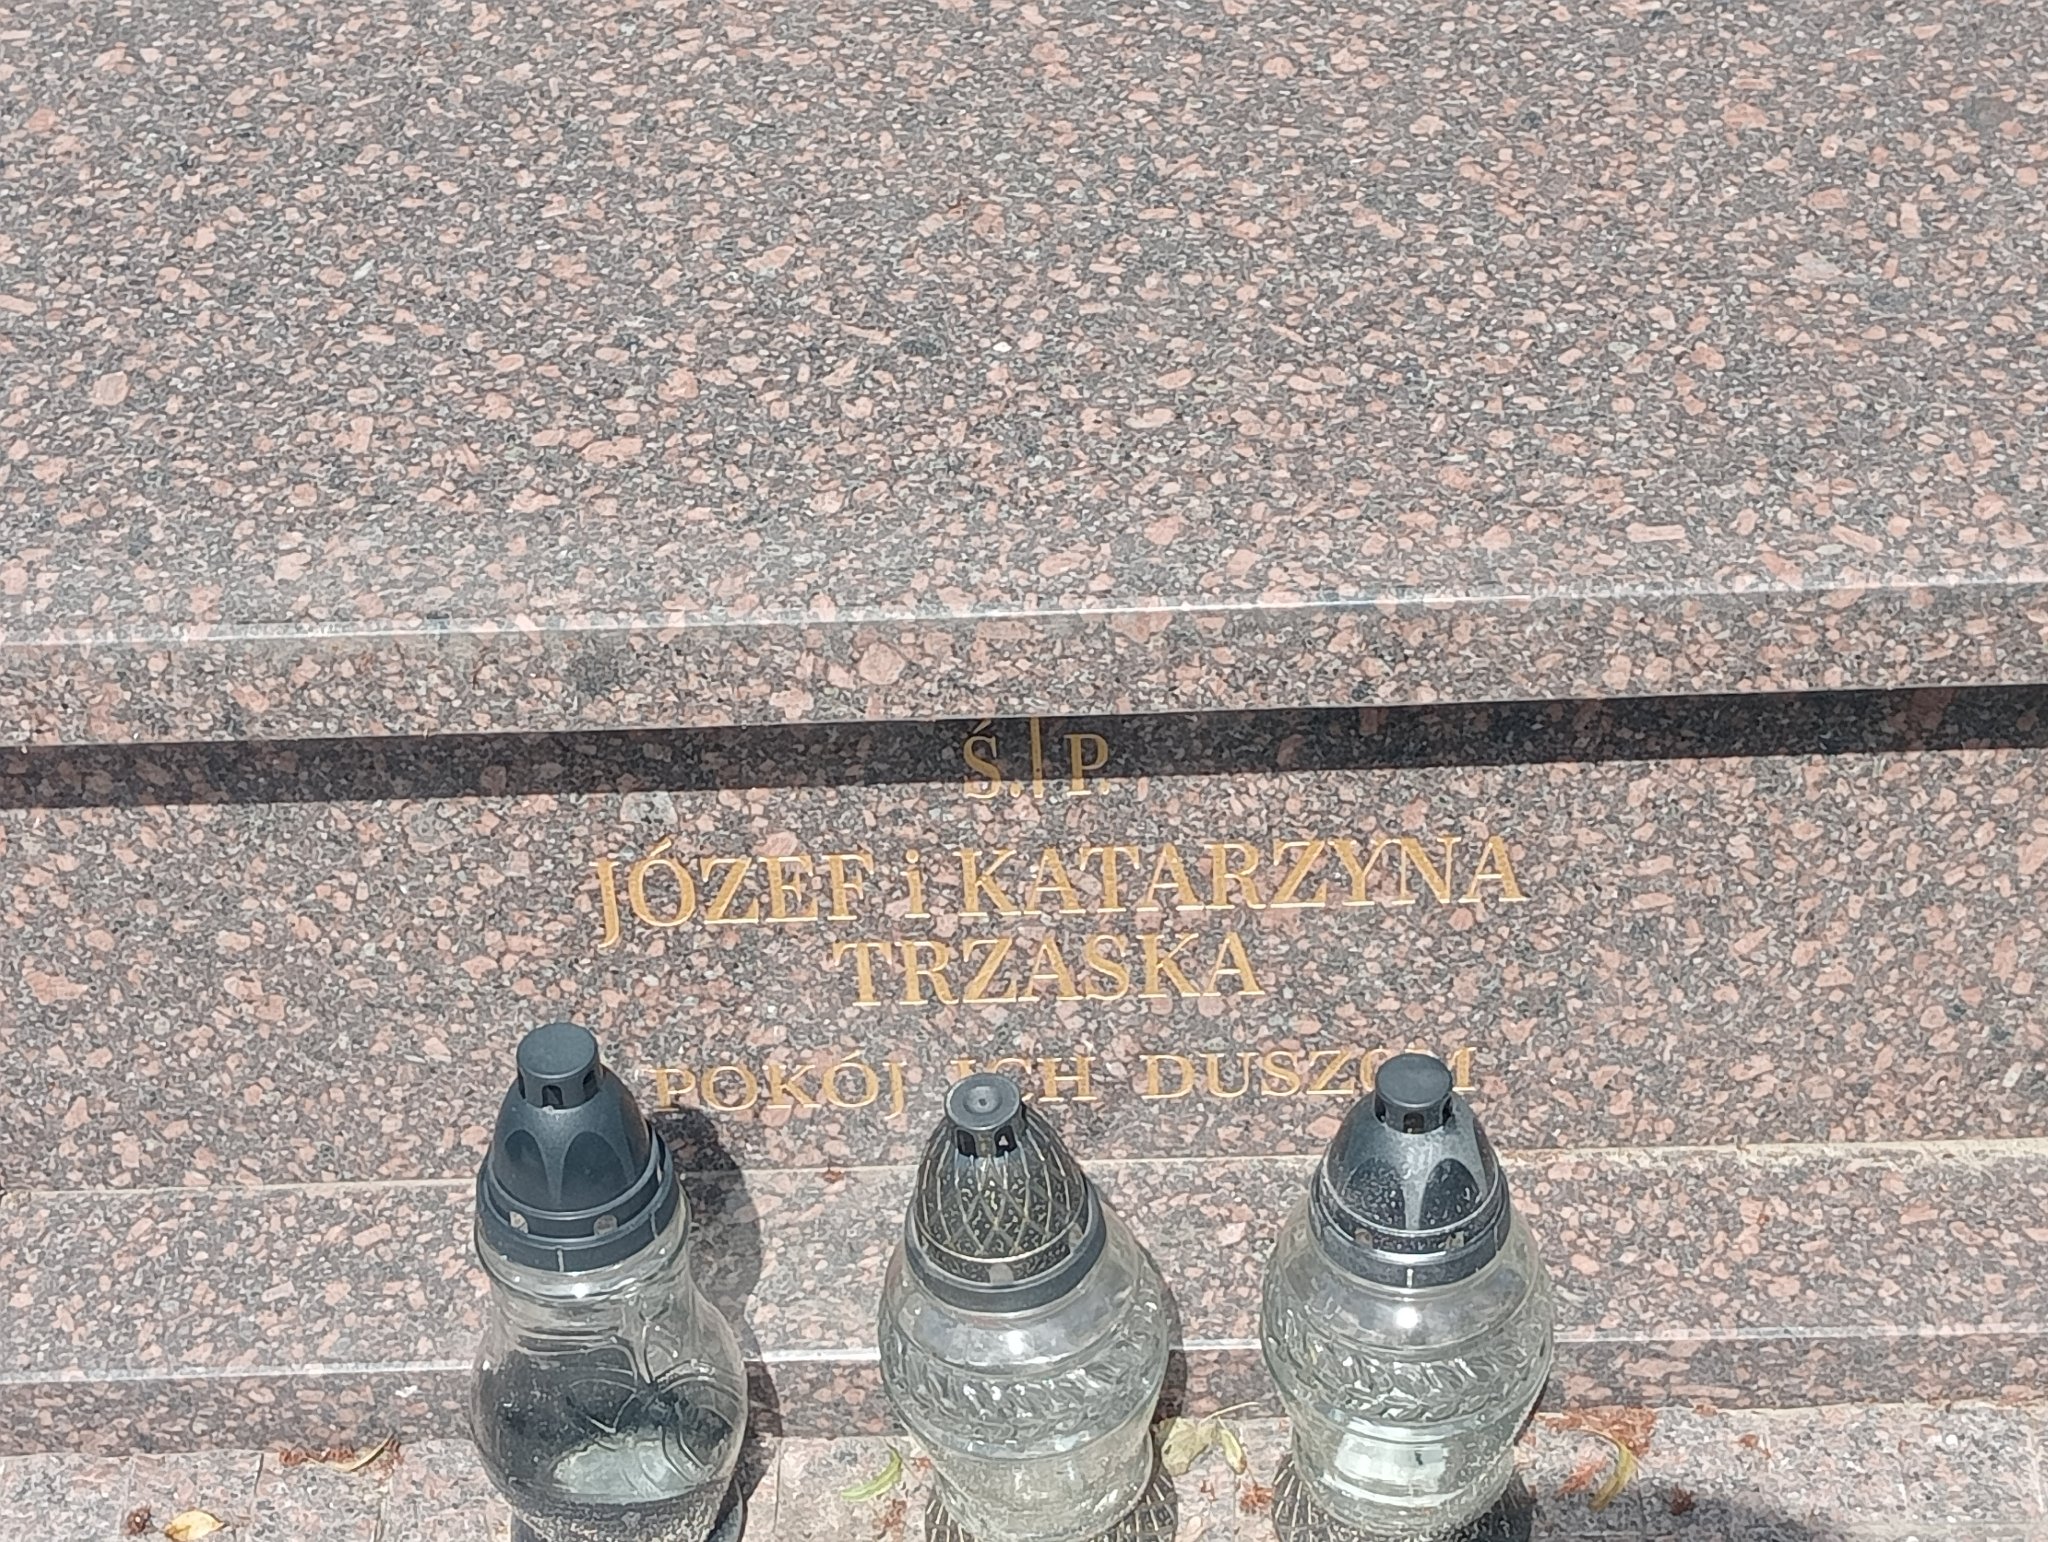 Ś. P.
JÓZEF i KATARZYNA
TRZASKA
POKÓJ ICH DUSZOM